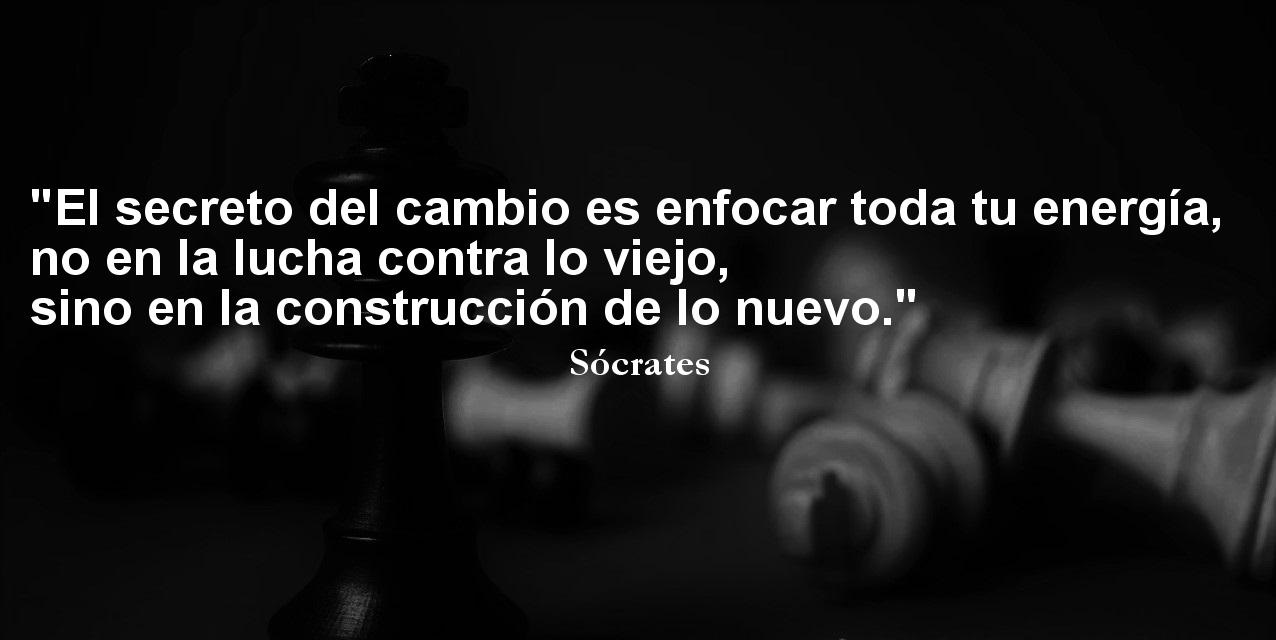 "El secreto del cambio es enfocar toda tu energía,
no en la lucha contra lo viejo,
sino en la construcción de lo nuevo."
Sócrates